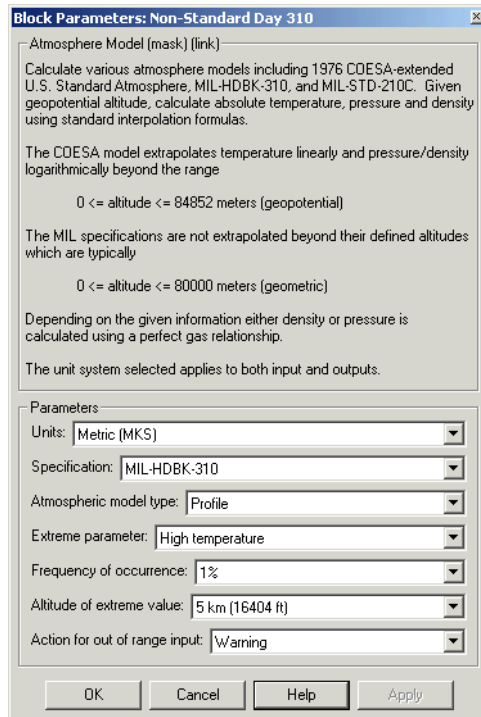 Block Parameters: Non-Standard Day 310
Atmosphere Model (mask) (link)
Calculate various atmosphere models including 1976 COESA-extended
U.S. Standard Atmosphere, MIL-HDBK-310, and MIL-STD-210C. Given
geopotential altitude, calculate absolute temperature, pressure and density
using standard interpolation formulas.
The COESA model extrapolates temperature linearly and pressure/density
logarithmically beyond the range
0 <= altitude <= 84852 meters (geopotential)
The MIL specifications are not extrapolated beyond their defined altitudes
which are typically
0 <= altitude <= 80000 meters (geometric)
Depending on the given information either density or pressure is
calculated using a perfect gas relationship.
The unit system selected applies to both input and outputs.
Parameters
Units: Metric (MKS)
Specification: MIL-HDBK-310
Atmospheric model type: Profile
Extreme parameter: High temperature
Frequency of occurrence: 1%
Altitude of extreme value: 5 km (16404 ft)
Action for out of range input: Warning
OK Cancel Help Apply